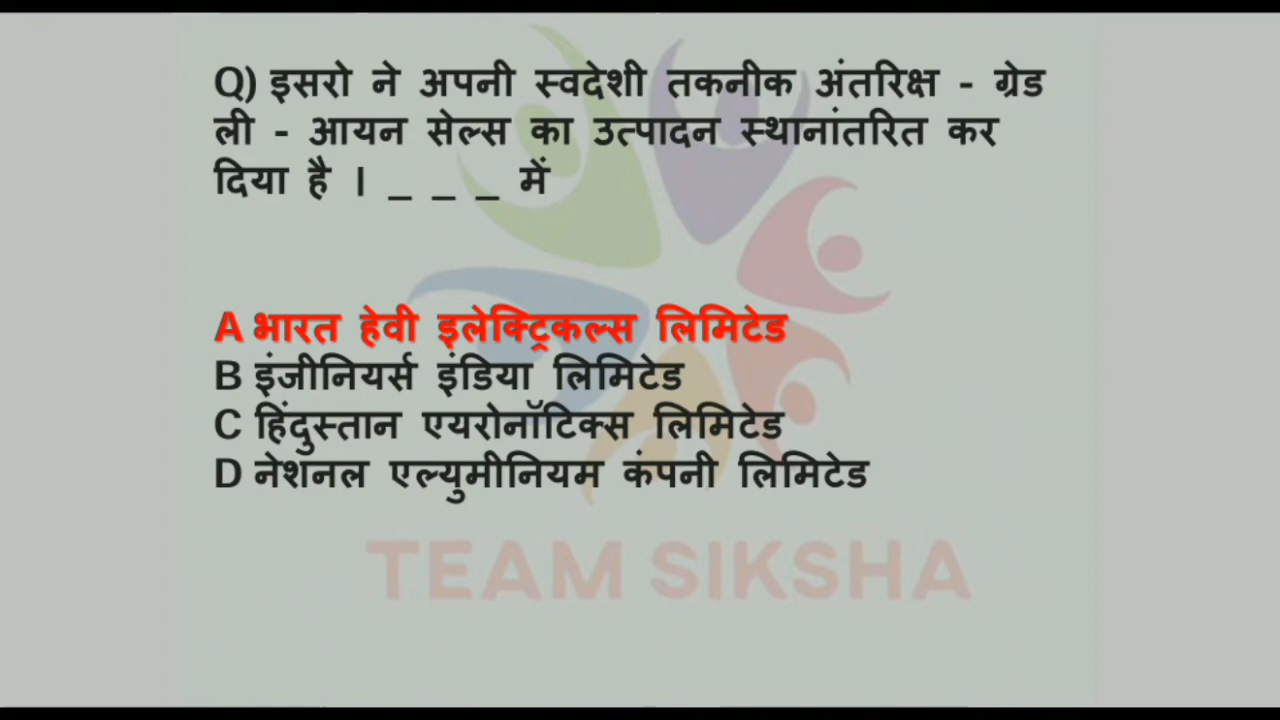 Q) इसरो ने अपनी स्वदेशी तकनीक अंतरिक्ष - ग्रेड
ली - आयन सेल्स का उत्पादन स्थानांतरित कर
दिया है । _ _ _ में
A भारत हेवी इलेक्ट्रिकल्स लिमिटेड
B इंजीनियर्स इंडिया लिमिटेड
C हिंदुस्तान एयरोनॉटिक्स लिमिटेड
D नेशनल एल्युमीनियम कंपनी लिमिटेड
TEAM SIKSHA